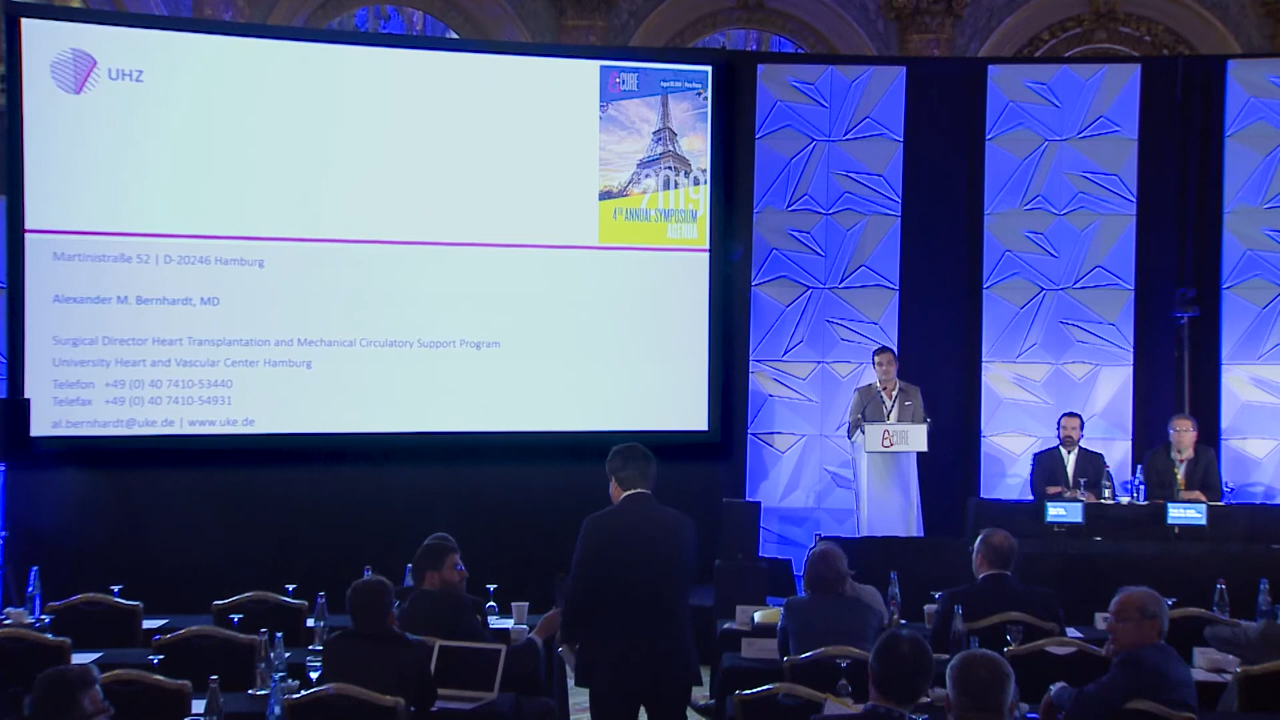 UHZ
A-CURE
2019
4TH ANNUAL SYMPOSIUM
AGENDA
Martinistraße 52 | D-20246 Hamburg
Alexander M. Bernhardt, MD
Surgical Director Heart Transplantation and Mechanical Circulatory Support Program
University Heart and Vascular Center Hamburg
Telefon +49 (0) 40 7410-53440
Telefax +49 (0) 40 7410-54931
al.bernhardt@uke.de | www.uke.de
A-CURE